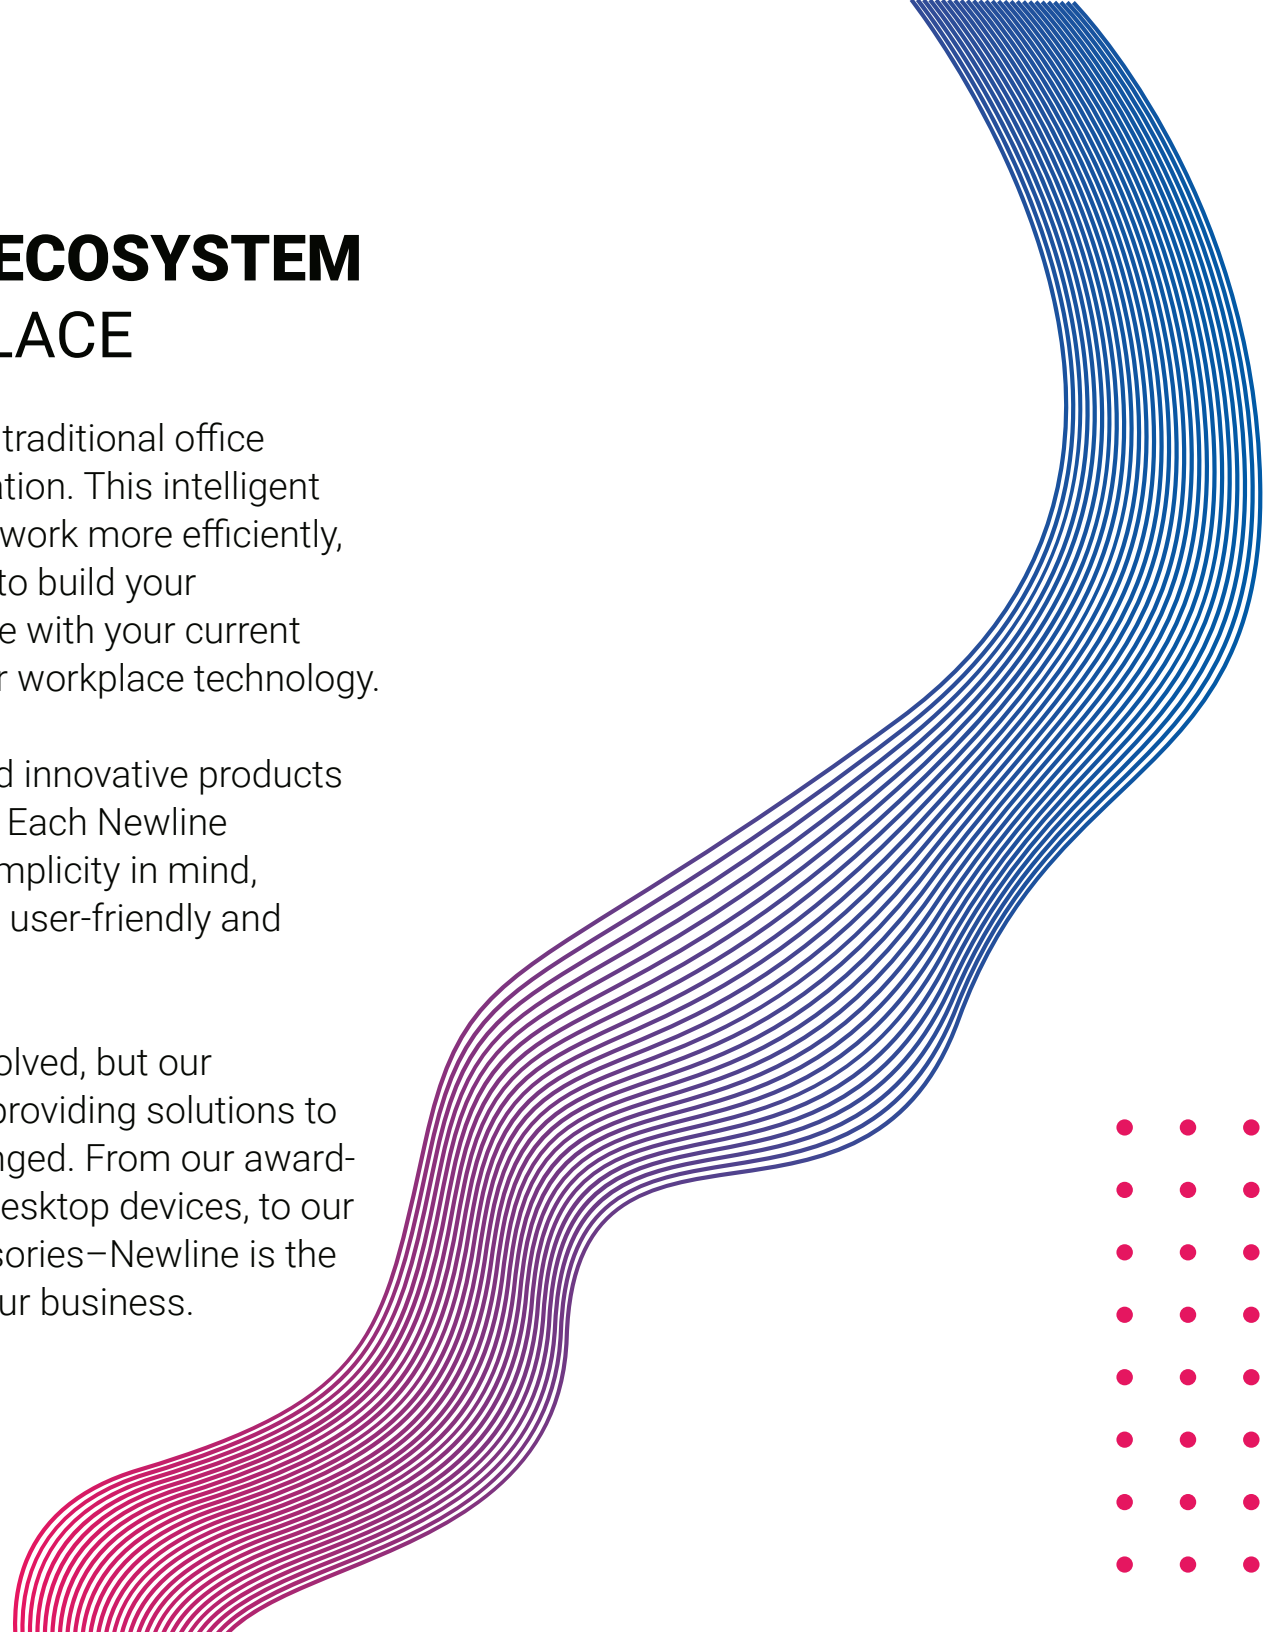 ECOSYSTEM
LACE
traditional office
ation. This intelligent
work more efficiently,
to build your
e with your current
r workplace technology.
d innovative products
Each Newline
mplicity in mind,
user-friendly and
olved, but our
providing solutions to
nged. From our award-
esktop devices, to our
sories–Newline is the
ur business.